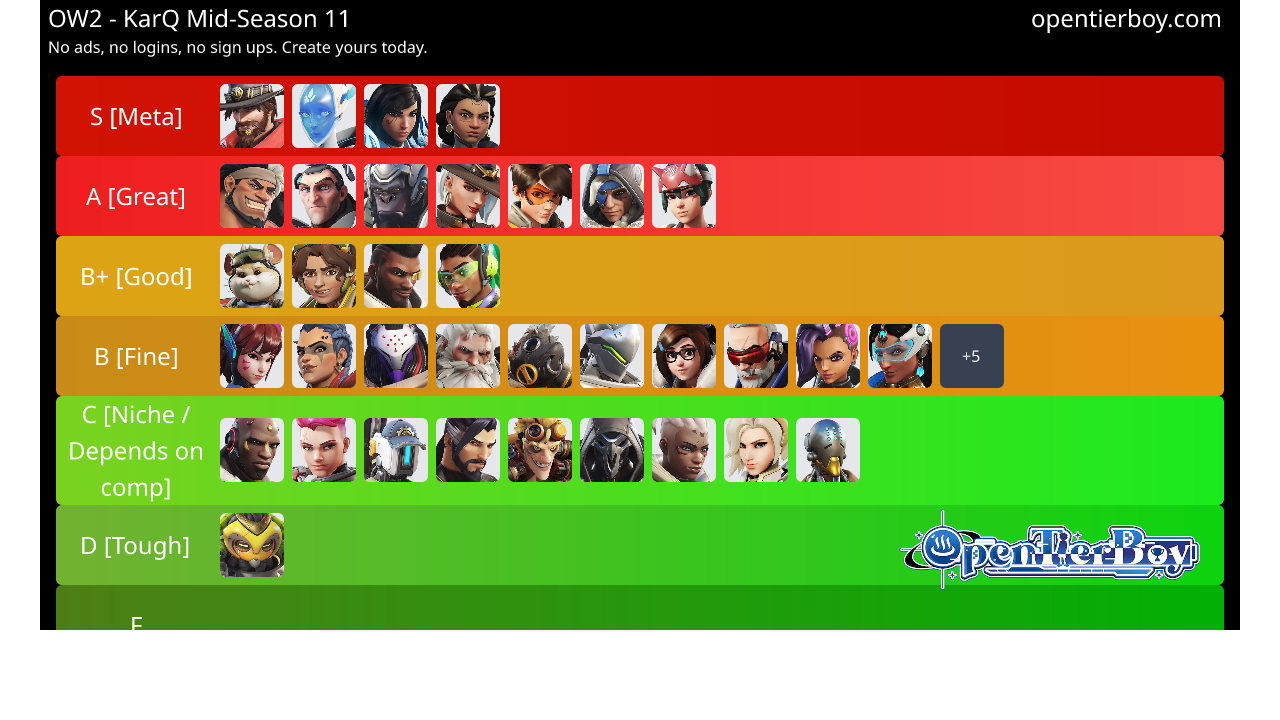 OW2 - KarQ Mid-Season 11
opentierboy.com
No ads, no logins, no sign ups. Create yours today.
S [Meta]
A [Great]
B+ [Good]
B [Fine]
+5
C [Niche /
Depends on
comp]
D [Tough]
OpenTierBoy
F